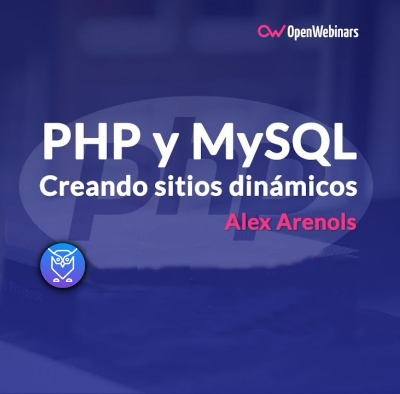 OpenWebinars
PHP y MySQL
Creando sitios dinámicos
Alex Arenols
php